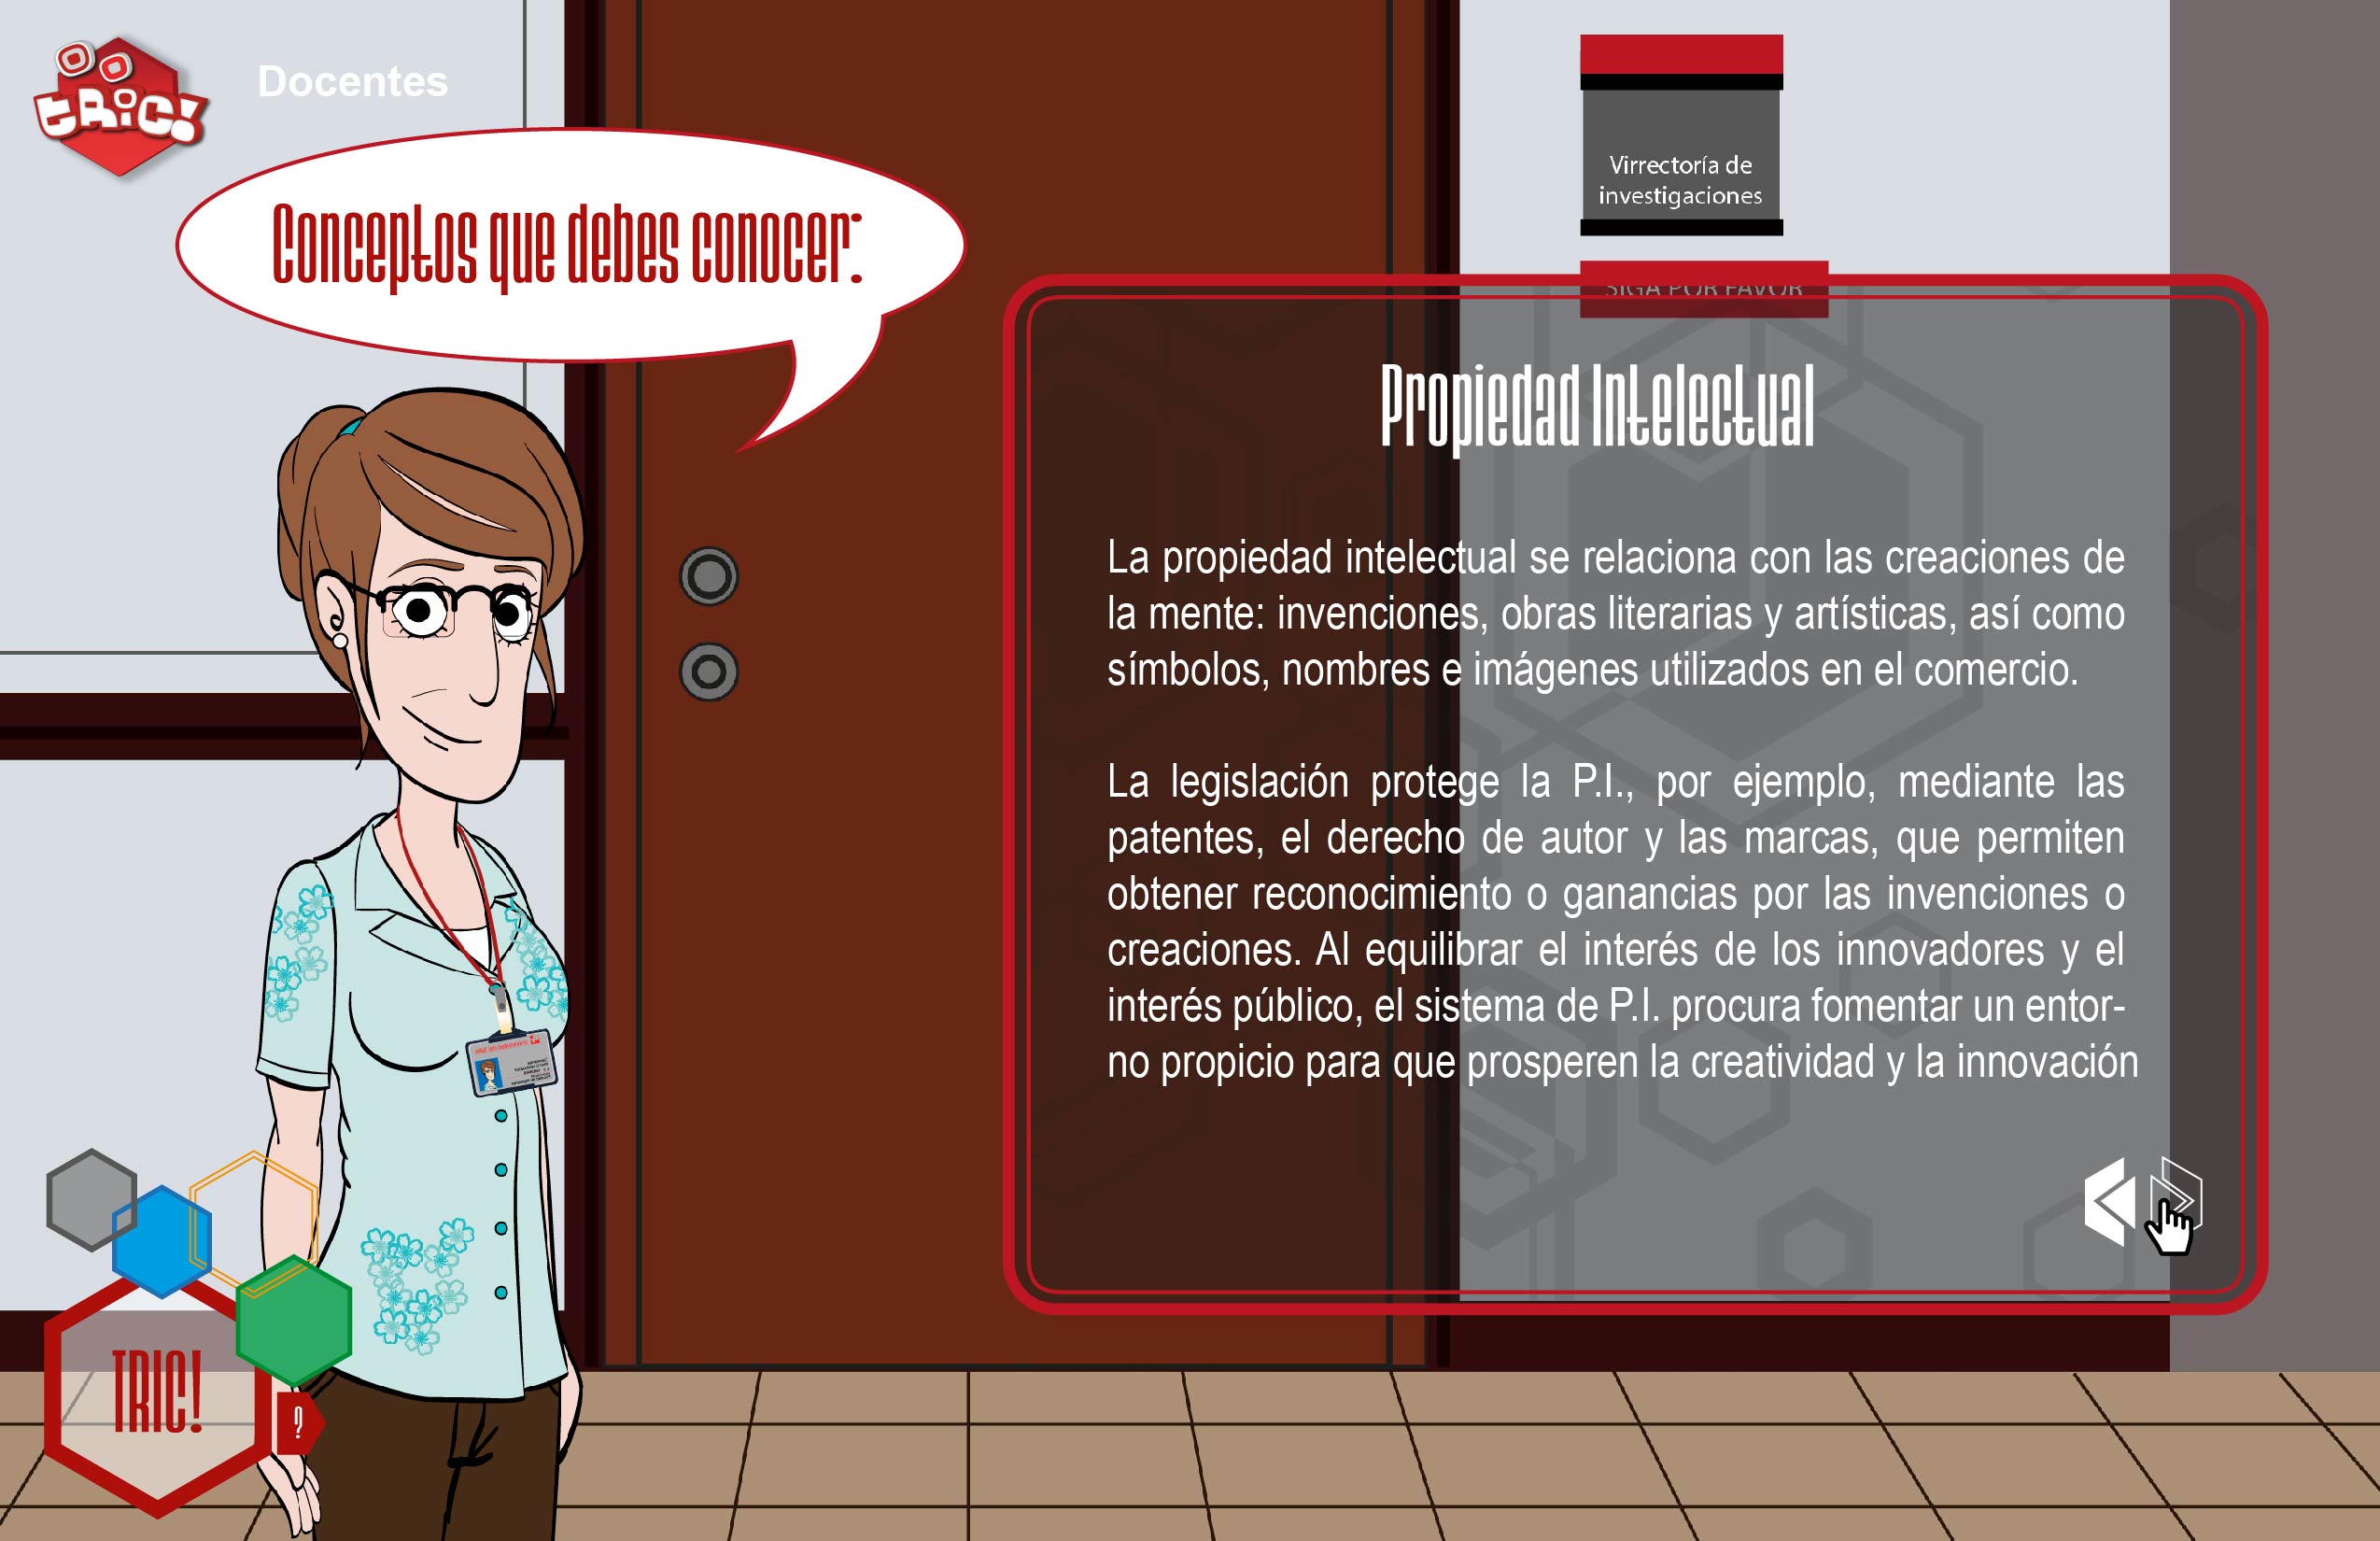 tRic!
Docentes
Conceptos que debes conocer:
Virrectoría de
investigaciones
SIGA POR FAVOR
Propiedad Intelectual
La propiedad intelectual se relaciona con las creaciones de
la mente: invenciones, obras literarias y artísticas, así como
símbolos, nombres e imágenes utilizados en el comercio.
La legislación protege la P.I., por ejemplo, mediante las
patentes, el derecho de autor y las marcas, que permiten
obtener reconocimiento o ganancias por las invenciones o
creaciones. Al equilibrar el interés de los innovadores y el
interés público, el sistema de P.I. procura fomentar un entor-
no propicio para que prosperen la creatividad y la innovación
TRIC!
?